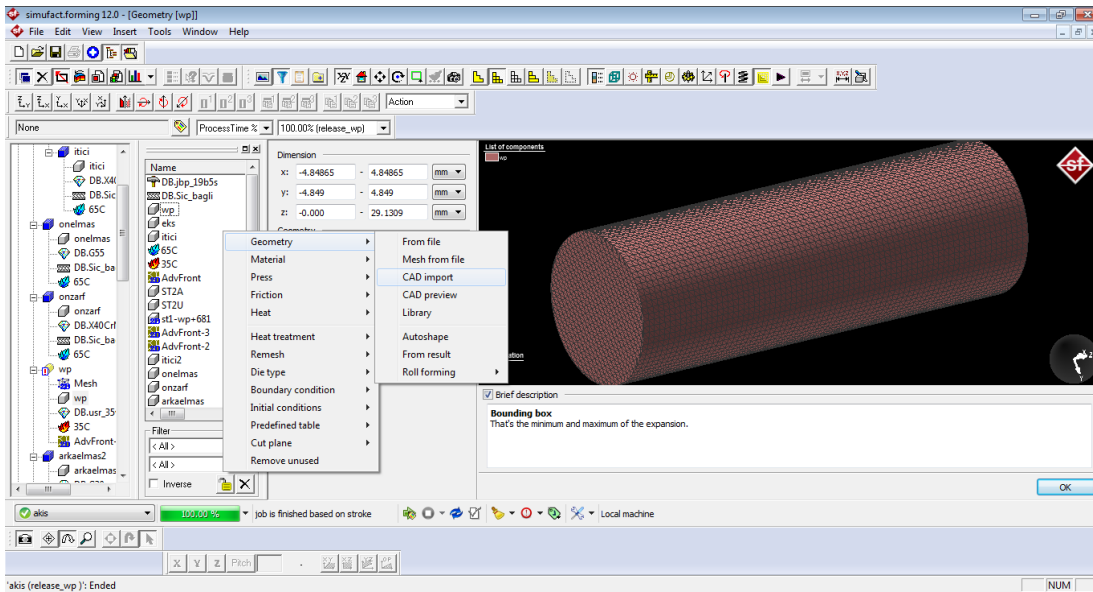 simufact.forming 12.0 - [Geometry [wp]]
File Edit View Insert Tools Window Help
Action
None
ProcessTime %
100.00% (release_wp)
itici
itici
DB.X40
DB.Sic
65C
onelmas
onelmas
DB.G55
DB.Sic_ba
65C
onzarf
onzarf
DB.X40Crf
DB.Sic_ba
65C
wp
Mesh
wp
DB.usr_35
35C
AdvFront-
arkaelmas2
arkaelmas
Name
DB.jbp_19b5s
DB.Sic_bagli
wp
eks
itici
65C
35C
AdvFront
ST2A
ST2U
st1-wp+681
AdvFront-3
AdvFront-2
itici2
onelmas
onzarf
arkaelmas
Filter
< All >
< All >
Inverse
Dimension
x: -4.84865 - 4.84865 mm
y: -4.849 - 4.849 mm
z: -0.000 - 29.1309 mm
Geometry
Material
Press
Friction
Heat
Heat treatment
Remesh
Die type
Boundary condition
Initial conditions
Predefined table
Cut plane
Remove unused
From file
Mesh from file
CAD import
CAD preview
Library
Autoshape
From result
Roll forming
List of components
wp
sf
Brief description
Bounding box
That's the minimum and maximum of the expansion.
OK
akis
100.00 %
job is finished based on stroke
Local machine
X Y Z Pitch
'akis (release_wp )': Ended
NUM